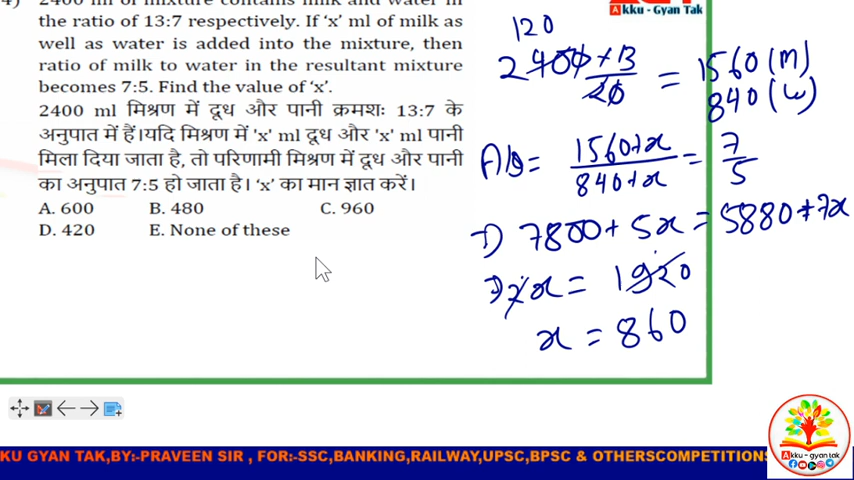 2400 ml of mixture contains milk and water in
the ratio of 13:7 respectively. If 'x' ml of milk as
well as water is added into the mixture, then
ratio of milk to water in the resultant mixture
becomes 7:5. Find the value of 'x'.
2400 ml मिश्रण में दूध और पानी क्रमशः 13:7 के
अनुपात में हैं। यदि मिश्रण में 'x' ml दूध और 'x' ml पानी
मिला दिया जाता है, तो परिणामी मिश्रण में दूध और पानी
का अनुपात 7:5 हो जाता है। 'x' का मान ज्ञात करें।
A. 600 B. 480 C. 960
D. 420 E. None of these
Akku - Gyan Tak
120
2400 × 13
20
= 1560 (m)
840 (w)
= 1560+x / 840+x = 7/5
7800 + 5x = 5880 + 7x
2x = 1920
x = 860
KU GYAN TAK,BY:-PRAVEEN SIR , FOR:-SSC,BANKING,RAILWAY,UPSC,BPSC & OTHERSCOMPETITIONS
Akku - gyan tak